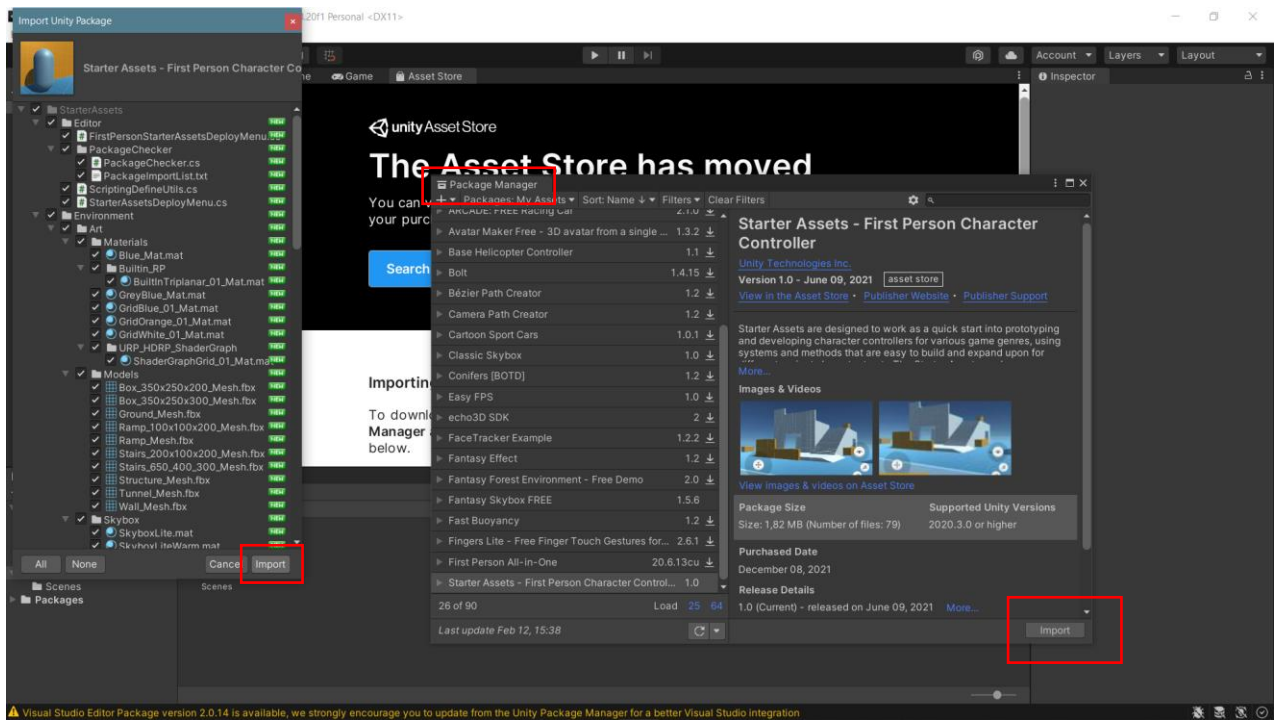 Import Unity Package
.20f1 Personal <DX11>
Starter Assets - First Person Character Co
StarterAssets
Editor
FirstPersonStarterAssetsDeployMenu.cs
PackageChecker
PackageChecker.cs
PackageImportList.txt
ScriptingDefineUtils.cs
StarterAssetsDeployMenu.cs
Environment
Art
Materials
Blue_Mat.mat
Builtin_RP
BuiltInTriplanar_01_Mat.mat
GreyBlue_Mat.mat
GridBlue_01_Mat.mat
GridOrange_01_Mat.mat
GridWhite_01_Mat.mat
URP_HDRP_ShaderGraph
ShaderGraphGrid_01_Mat.mat
Models
Box_350x250x200_Mesh.fbx
Box_350x250x300_Mesh.fbx
Ground_Mesh.fbx
Ramp_100x100x200_Mesh.fbx
Ramp_Mesh.fbx
Stairs_200x100x200_Mesh.fbx
Stairs_650_400_300_Mesh.fbx
Structure_Mesh.fbx
Tunnel_Mesh.fbx
Wall_Mesh.fbx
Skybox
SkyboxLite.mat
SkyboxLiteWarm.mat
NEW
All None Cancel Import
Scenes
Packages
Scenes
Account Layers Layout
Game Asset Store
Inspector
unity Asset Store
The Asset Store has moved
You can v
your purc
Search
Importing
To downl
Manager
below.
Package Manager
Packages: My Assets Sort: Name ↓ Filters Clear Filters
ARCADE: FREE Racing Car 2.1.0
Avatar Maker Free - 3D avatar from a single ... 1.3.2
Base Helicopter Controller 1.1
Bolt 1.4.15
Bézier Path Creator 1.2
Camera Path Creator 1.2
Cartoon Sport Cars 1.0.1
Classic Skybox 1.0
Conifers [BOTD] 1.2
Easy FPS 1.0
echo3D SDK 2
FaceTracker Example 1.2.2
Fantasy Effect 1.2
Fantasy Forest Environment - Free Demo 2.0
Fantasy Skybox FREE 1.5.6
Fast Buoyancy 1.2
Fingers Lite - Free Finger Touch Gestures for... 2.6.1
First Person All-in-One 20.6.13cu
Starter Assets - First Person Character Control... 1.0
26 of 90 Load 25 64
Last update Feb 12, 15:38
Starter Assets - First Person Character
Controller
Unity Technologies Inc.
Version 1.0 - June 09, 2021 asset store
View in the Asset Store • Publisher Website • Publisher Support
Starter Assets are designed to work as a quick start into prototyping
and developing character controllers for various game genres, using
systems and methods that are easy to build and expand upon for
More...
Images & Videos
View images & videos on Asset Store
Package Size Supported Unity Versions
Size: 1,82 MB (Number of files: 79) 2020.3.0 or higher
Purchased Date
December 08, 2021
Release Details
1.0 (Current) - released on June 09, 2021 More...
Import
Visual Studio Editor Package version 2.0.14 is available, we strongly encourage you to update from the Unity Package Manager for a better Visual Studio integration